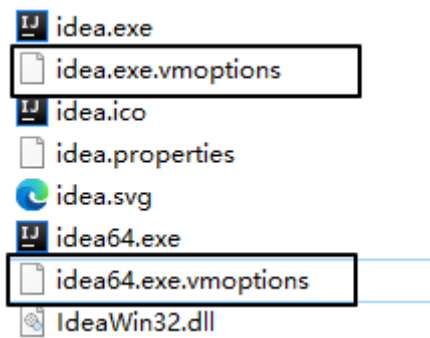 idea.exe
idea.exe.vmoptions
idea.ico
idea.properties
idea.svg
idea64.exe
idea64.exe.vmoptions
IdeaWin32.dll